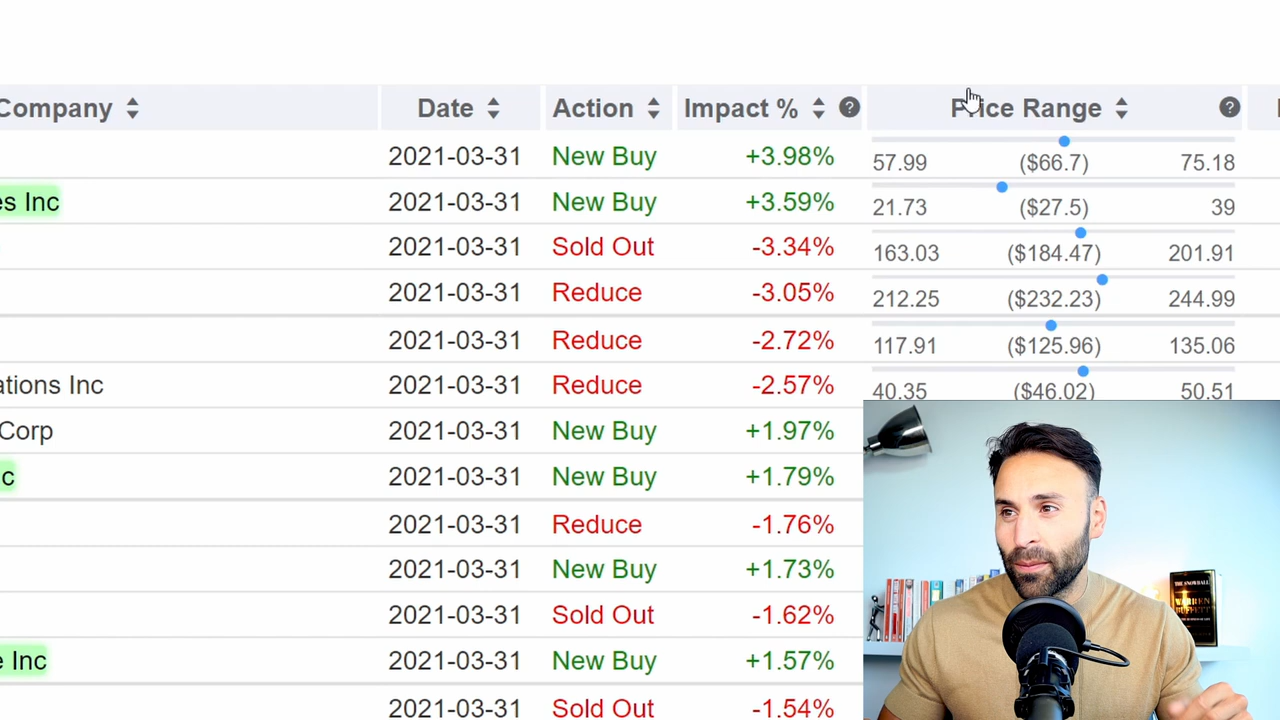 Company Date Action Impact % ? Price Range ?
2021-03-31 New Buy +3.98% 57.99 ($66.7) 75.18
es Inc 2021-03-31 New Buy +3.59% 21.73 ($27.5) 39
2021-03-31 Sold Out -3.34% 163.03 ($184.47) 201.91
2021-03-31 Reduce -3.05% 212.25 ($232.23) 244.99
2021-03-31 Reduce -2.72% 117.91 ($125.96) 135.06
ations Inc 2021-03-31 Reduce -2.57% 40.35 ($46.02) 50.51
Corp 2021-03-31 New Buy +1.97%
c 2021-03-31 New Buy +1.79%
2021-03-31 Reduce -1.76%
2021-03-31 New Buy +1.73%
2021-03-31 Sold Out -1.62%
e Inc 2021-03-31 New Buy +1.57%
2021-03-31 Sold Out -1.54%
THE SNOWBALL
WARREN
BUFFETT